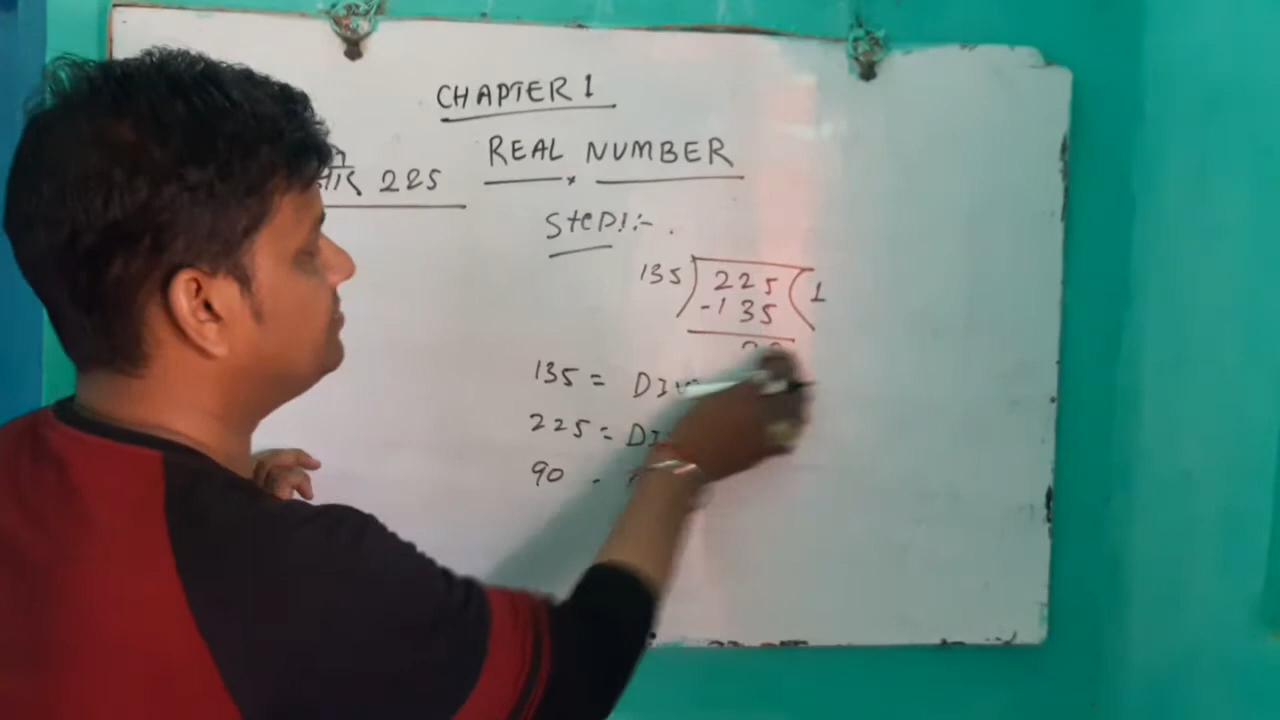 CHAPTER 1
REAL NUMBER
225
Step1:-
135 225 1
-135
135 =
225 =
90 -